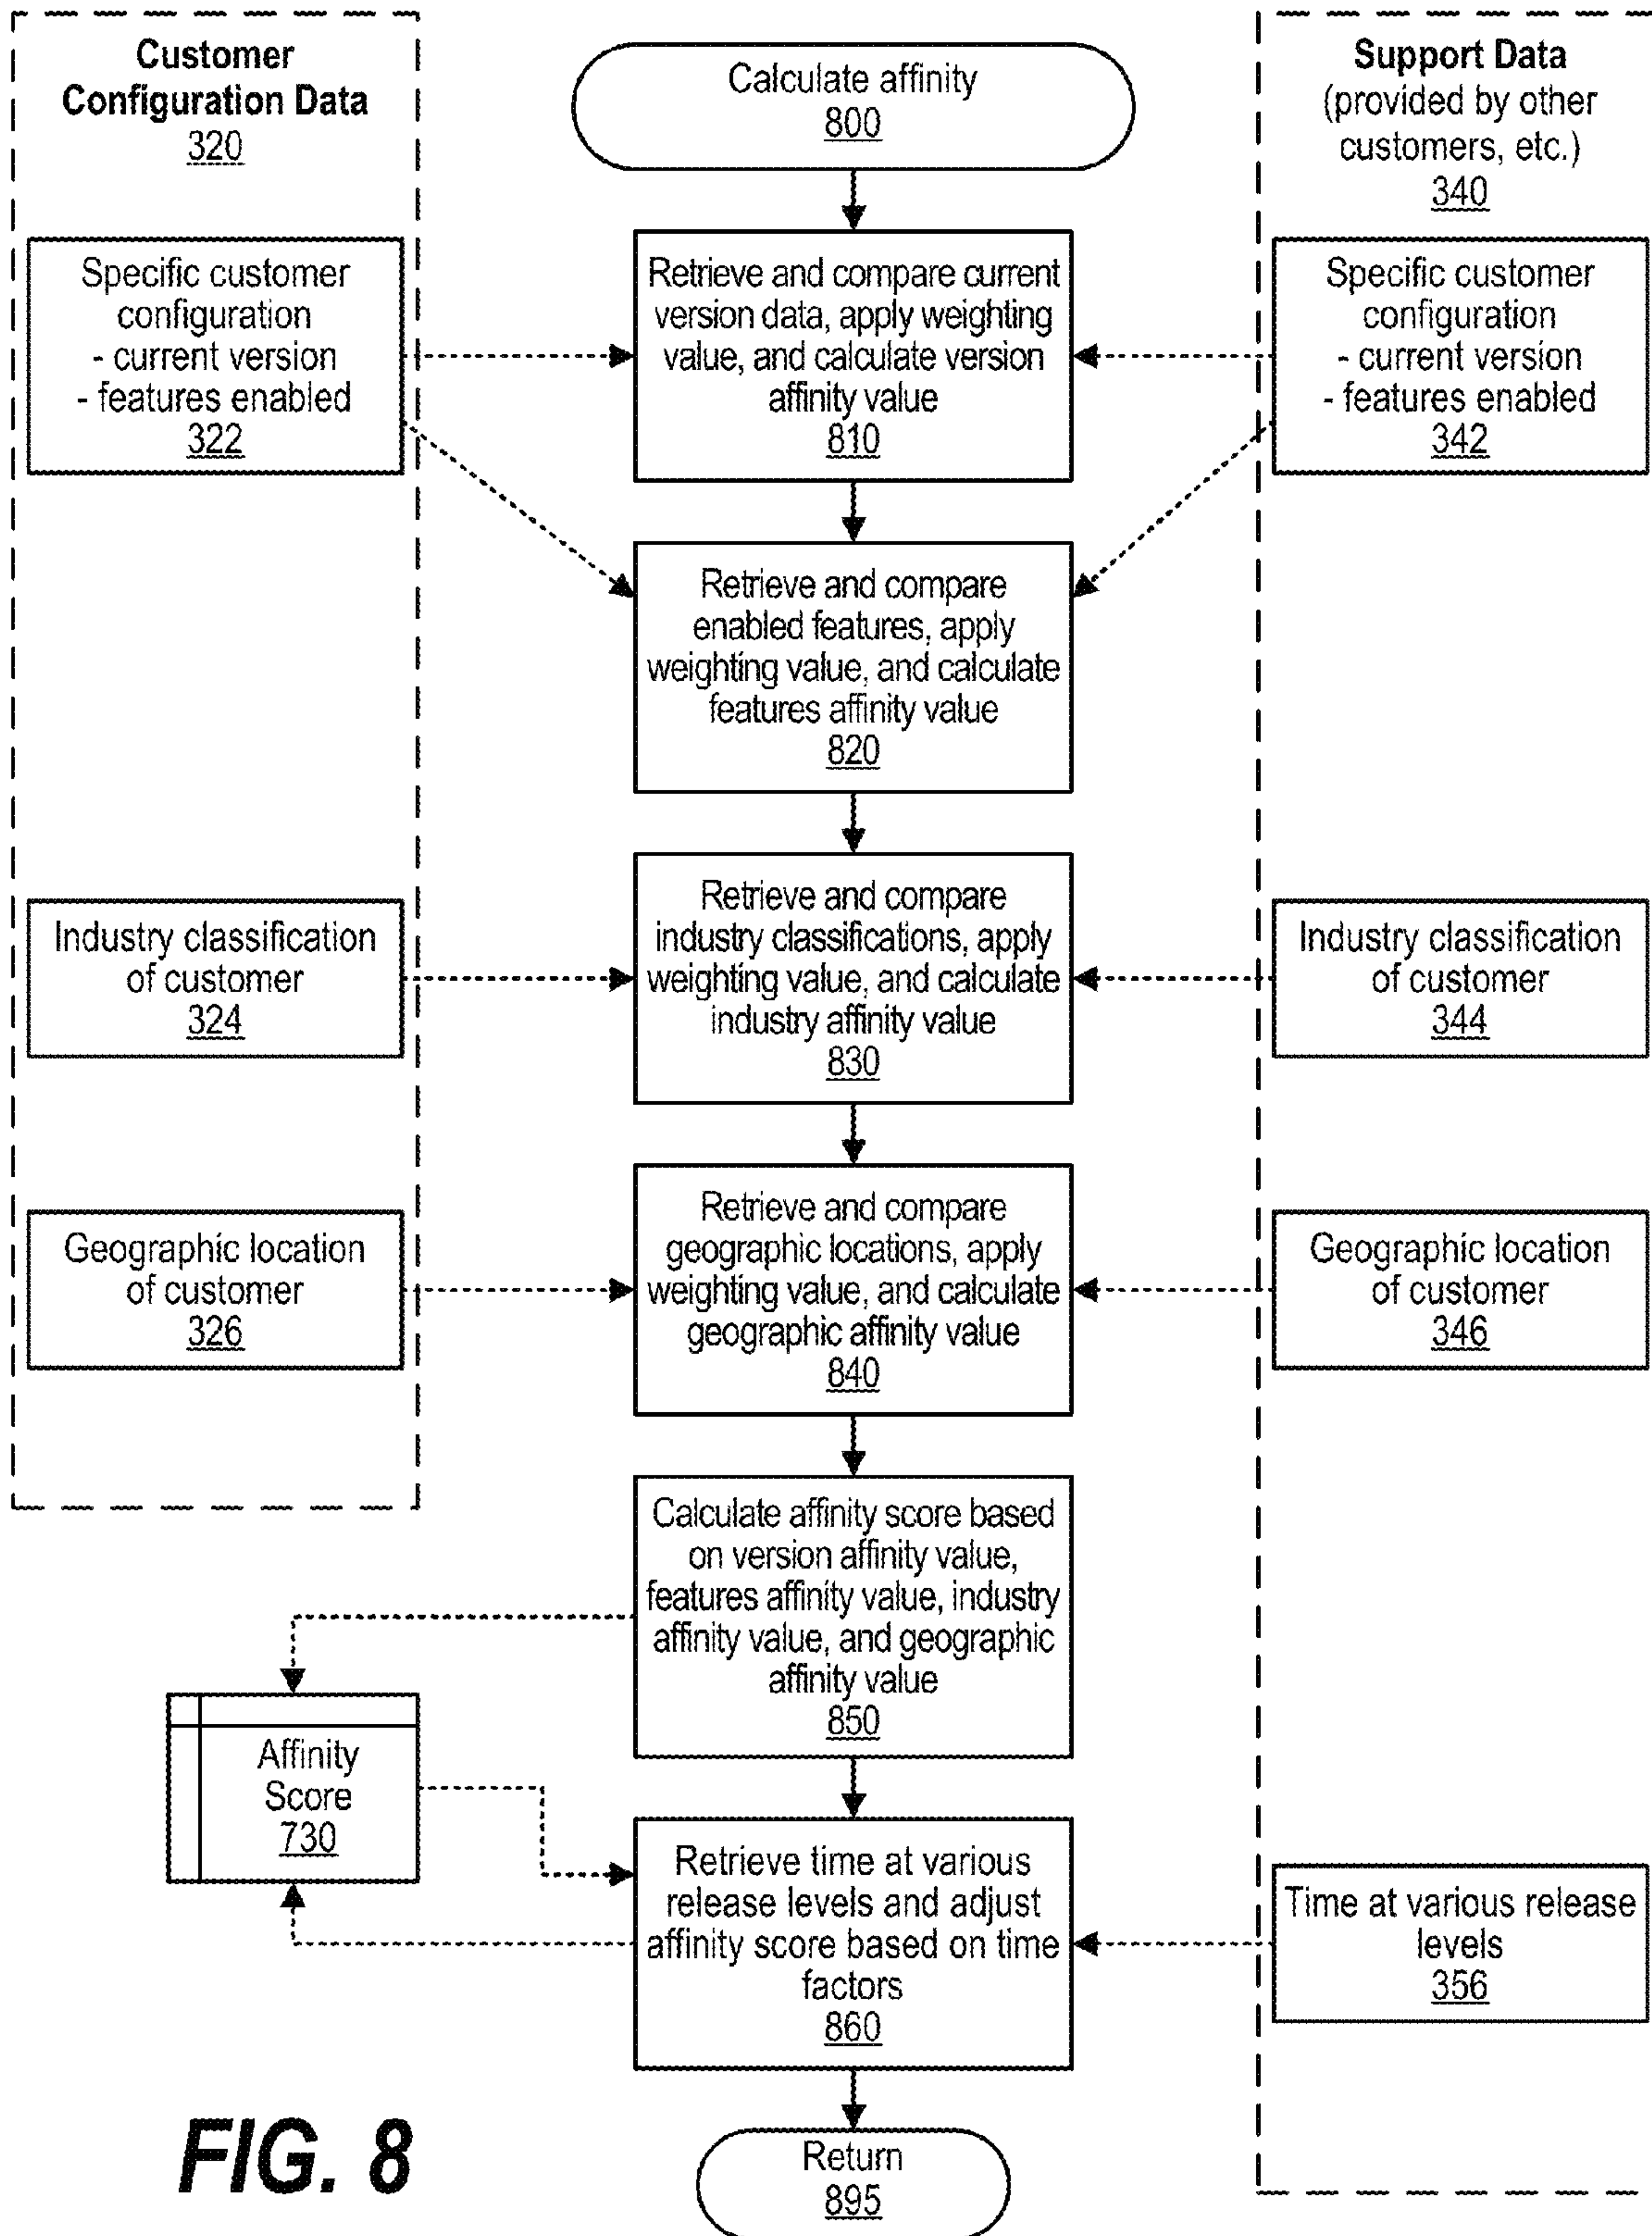 Customer
Configuration Data
320
Specific customer
configuration
- current version
- features enabled
322
Industry classification
of customer
324
Geographic location
of customer
326
Calculate affinity
800
Retrieve and compare current
version data, apply weighting
value, and calculate version
affinity value
810
Retrieve and compare
enabled features, apply
weighting value, and calculate
features affinity value
820
Retrieve and compare
industry classifications, apply
weighting value, and calculate
industry affinity value
830
Retrieve and compare
geographic locations, apply
weighting value, and calculate
geographic affinity value
840
Calculate affinity score based
on version affinity value,
features affinity value, industry
affinity value, and geographic
affinity value
850
Affinity
Score
730
Retrieve time at various
release levels and adjust
affinity score based on time
factors
860
Return
895
Support Data
(provided by other
customers, etc.)
340
Specific customer
configuration
- current version
- features enabled
342
Industry classification
of customer
344
Geographic location
of customer
346
Time at various release
levels
356
FIG. 8